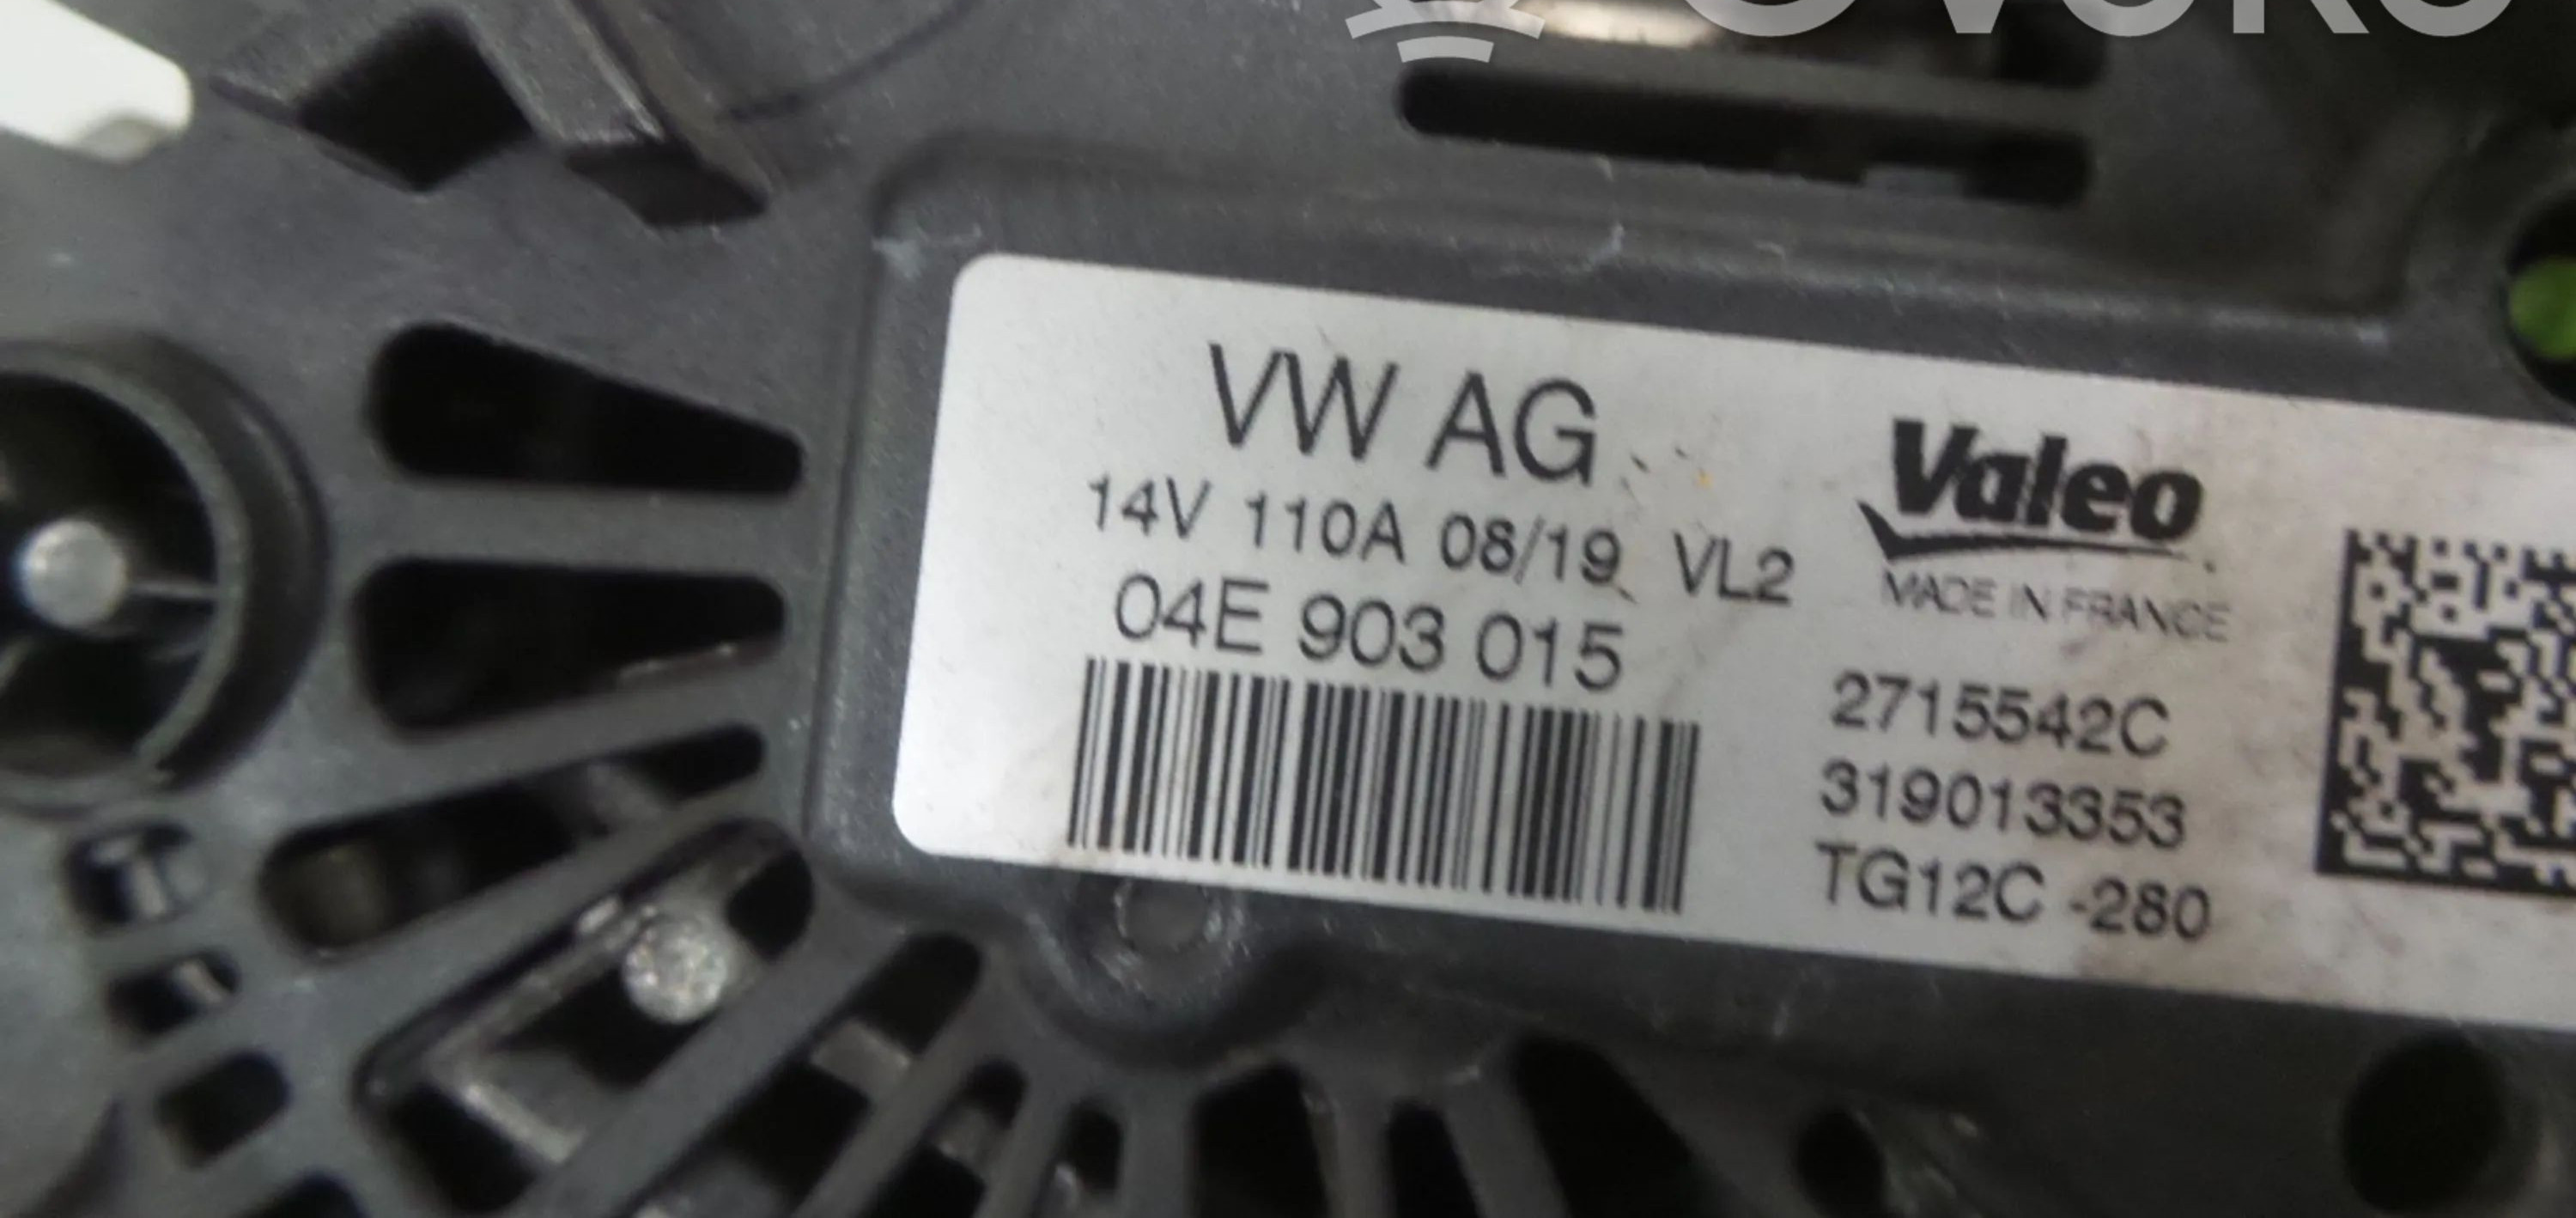 VW AG
14V 110A 08/19 VL2
04E 903 015
Valeo
MADE IN FRANCE
2715542C
319013353
TG12C -280